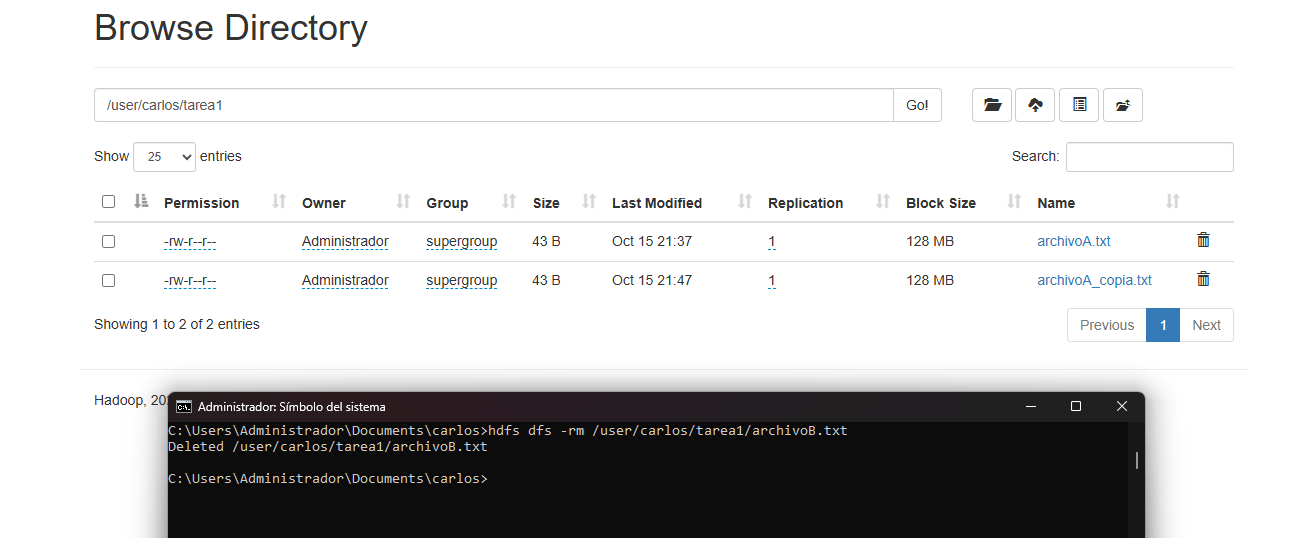 Browse Directory
/user/carlos/tarea1 Go!
Show 25 entries Search:
Permission Owner Group Size Last Modified Replication Block Size Name
-rw-r--r-- Administrador supergroup 43 B Oct 15 21:37 1 128 MB archivoA.txt
-rw-r--r-- Administrador supergroup 43 B Oct 15 21:47 1 128 MB archivoA_copia.txt
Showing 1 to 2 of 2 entries Previous 1 Next
Hadoop,
Administrador: Símbolo del sistema
C:\Users\Administrador\Documents\carlos>hdfs dfs -rm /user/carlos/tarea1/archivoB.txt
Deleted /user/carlos/tarea1/archivoB.txt
C:\Users\Administrador\Documents\carlos>